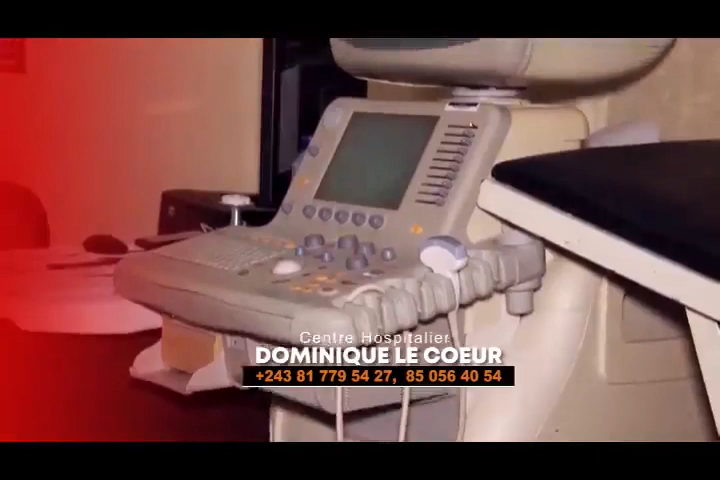 Centre Hospitalier
DOMINIQUE LE COEUR
+243 81 779 54 27, 85 056 40 54